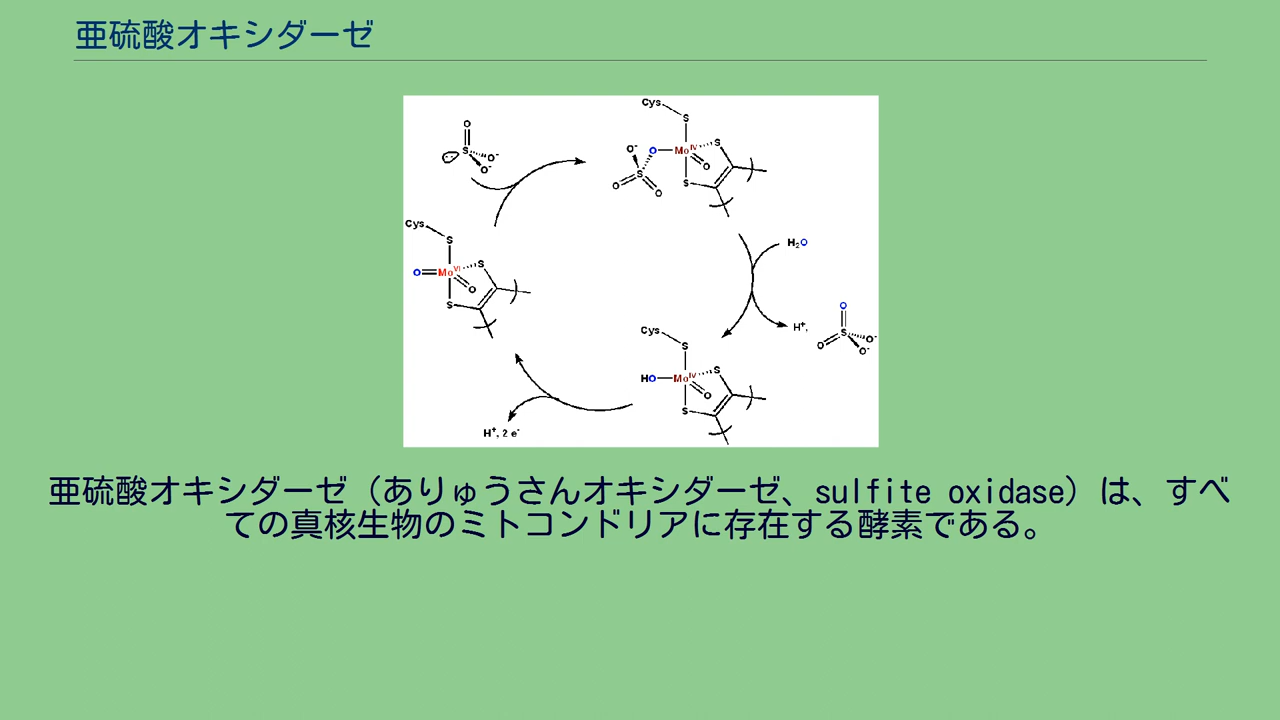 亜硫酸オキシダーゼ
O
S
O⁻
O⁻
Cys
S
O
Moⱽᴵ
S
O
S
Cys
S
O⁻
O
Moᴵⱽ
S
O
S
O
O
S
H₂O
H⁺,
O
S
O
O⁻
O⁻
Cys
S
HO
Moᴵⱽ
S
O
S
H⁺, 2 e⁻
亜硫酸オキシダーゼ（ありゅうさんオキシダーゼ、sulfite oxidase）は、すべ
ての真核生物のミトコンドリアに存在する酵素である。